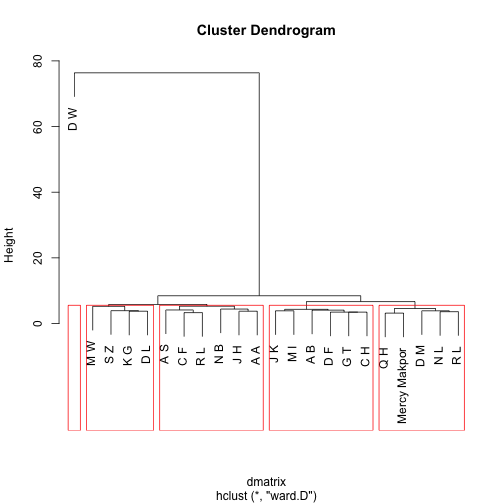 Cluster Dendrogram
Height
80
60
40
20
0
D W
M W
S Z
K G
D L
A S
C F
R L
N B
J H
A A
J K
M I
A B
D F
G T
C H
Q H
Mercy Makpor
D M
N L
R L
dmatrix
hclust (*, "ward.D")